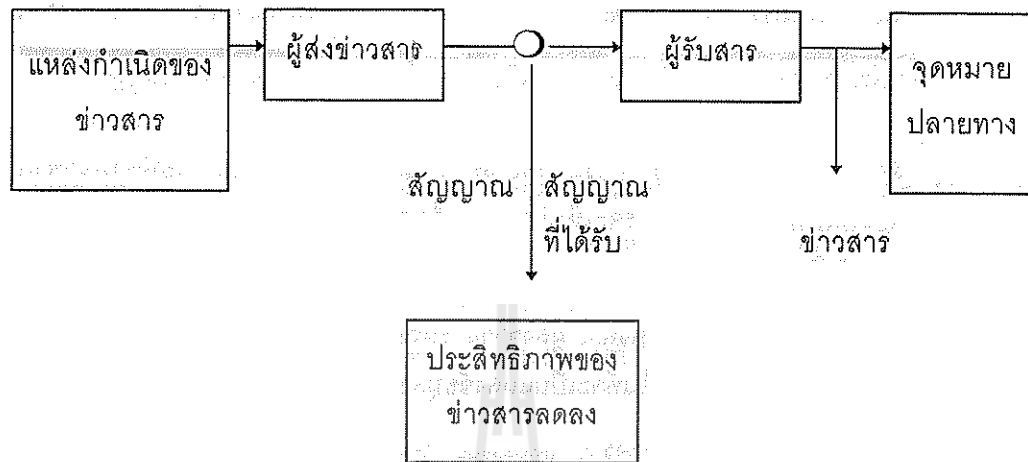 แหล่งกำเนิดของ
ข่าวสาร
ผู้ส่งข่าวสาร
ผู้รับสาร
จุดหมาย
ปลายทาง
สัญญาณ
สัญญาณ
ที่ได้รับ
ข่าวสาร
ประสิทธิภาพของ
ข่าวสารลดลง